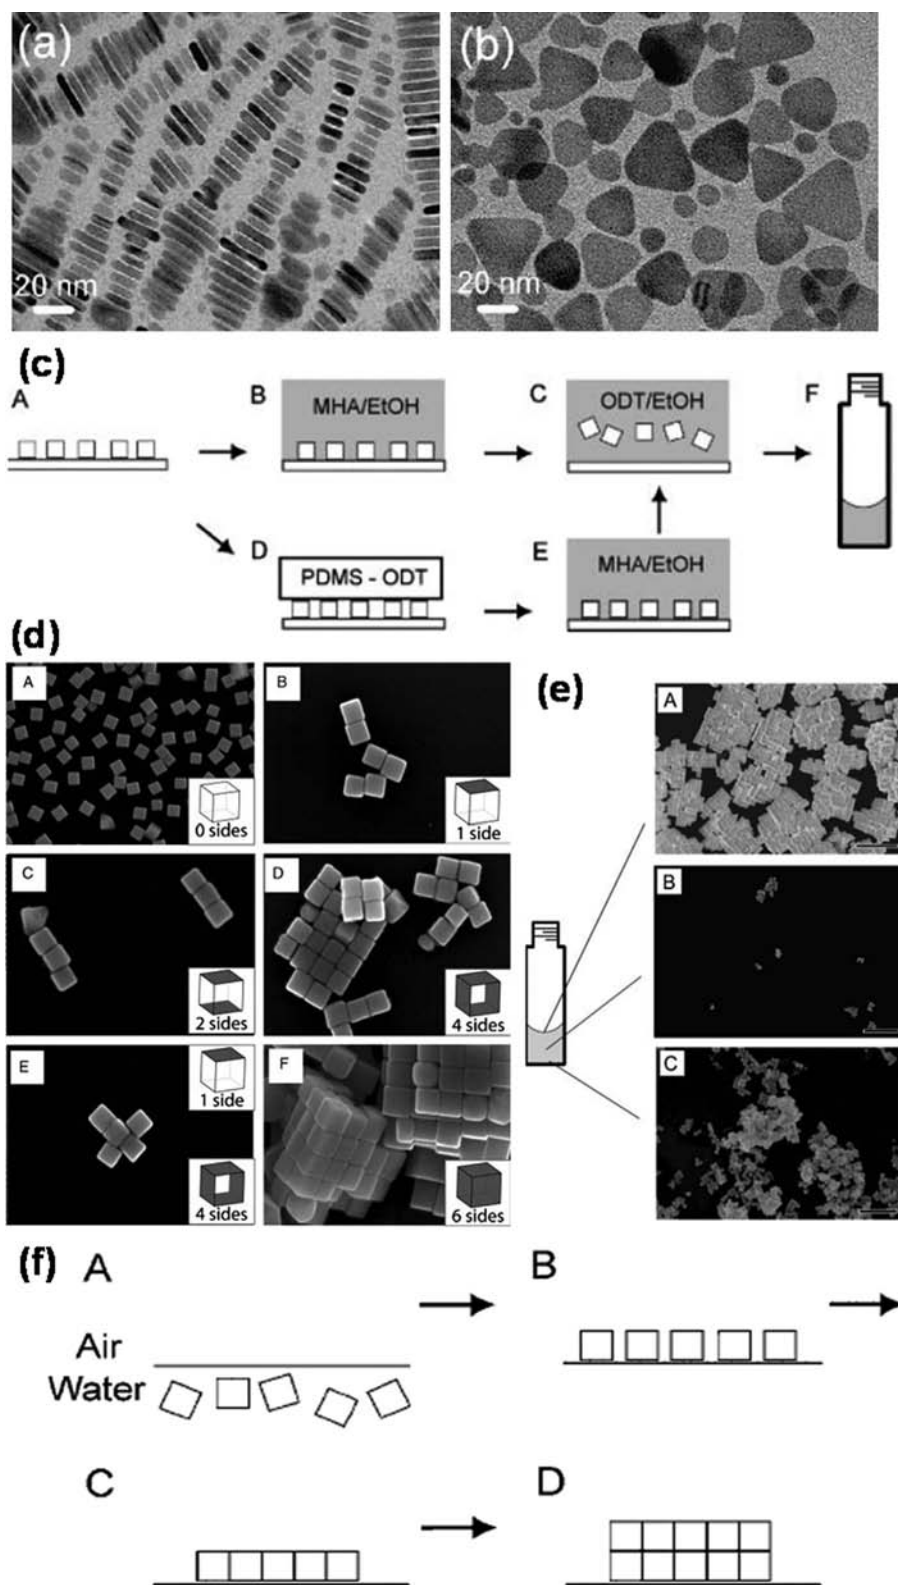 (a)
20 nm
(b)
20 nm
(c)
A
B
MHA/EtOH
C
ODT/EtOH
F
D
PDMS - ODT
E
MHA/EtOH
(d)
A
0 sides
B
1 side
C
2 sides
D
4 sides
E
1 side
4 sides
F
6 sides
(e)
A
B
C
(f)
A
Air
Water
B
C
D